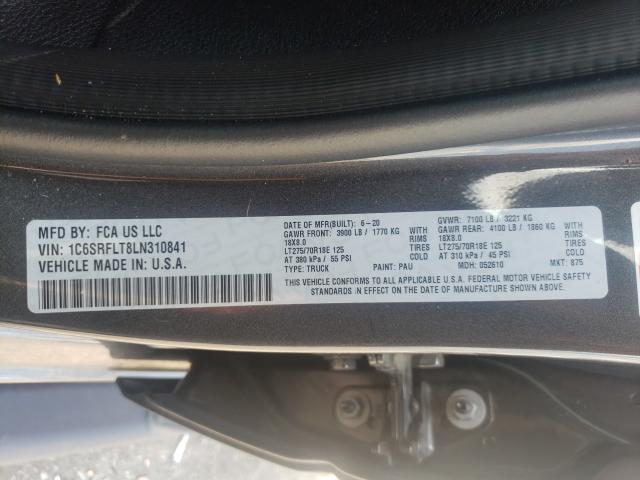 MFD BY: FCA US LLC
VIN: 1C6SRFLT8LN310841
VEHICLE MADE IN: U.S.A.
DATE OF MFR(BUILT): 6-20 GVWR: 7100 LB / 3221 KG
GAWR FRONT: 3900 LB / 1770 KG WITH GAWR REAR: 4100 LB / 1860 KG WITH
18X8.0 RIMS 18X8.0 RIMS
LT275/70R18E 125 TIRES LT275/70R18E 125 TIRES
AT 380 kPa / 55 PSI COLD AT 310 kPa / 45 PSI COLD
TYPE: TRUCK PAINT: PAU MDH: 052610 MKT: 875
THIS VEHICLE CONFORMS TO ALL APPLICABLE U.S.A. FEDERAL MOTOR VEHICLE SAFETY
STANDARDS IN EFFECT ON THE DATE OF MANUFACTURE SHOWN ABOVE.